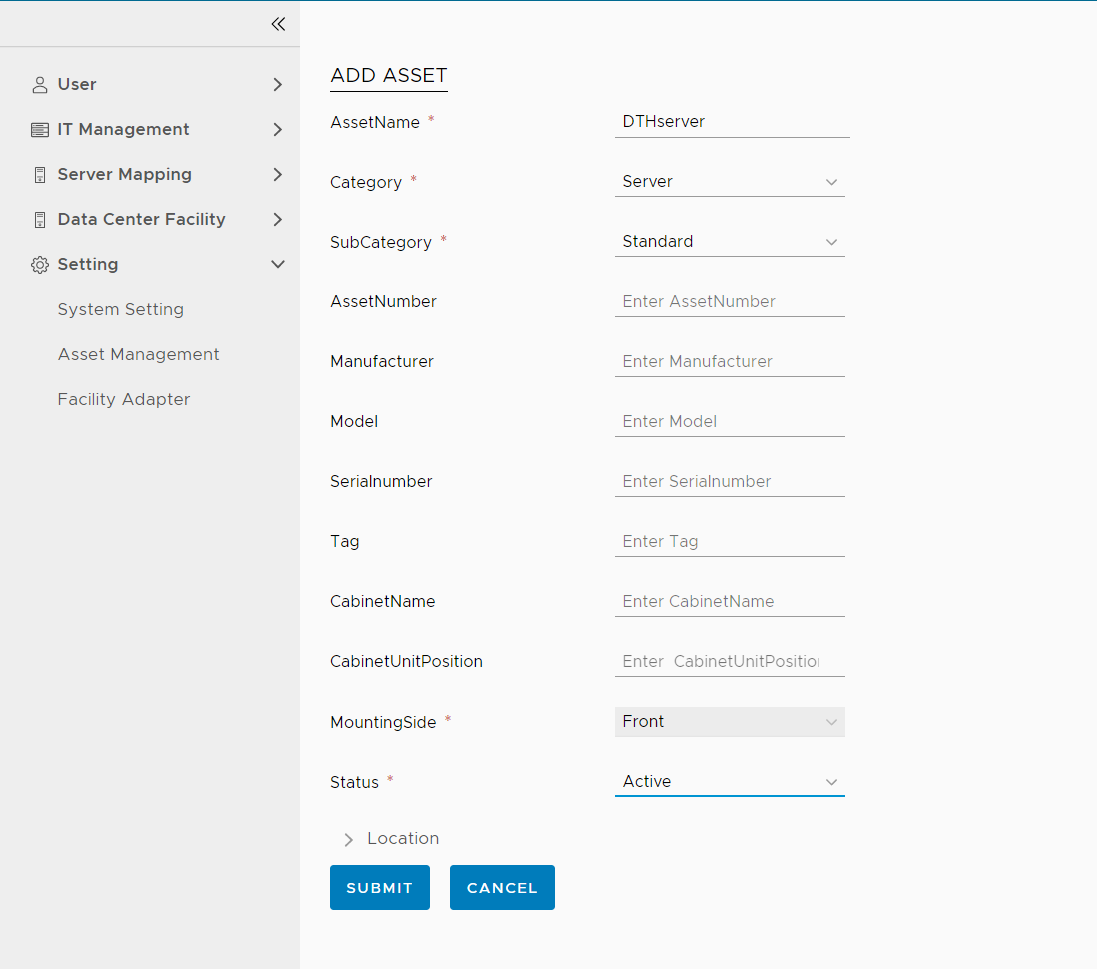 User
IT Management
Server Mapping
Data Center Facility
Setting
System Setting
Asset Management
Facility Adapter
ADD ASSET
AssetName * DTHserver
Category * Server
SubCategory * Standard
AssetNumber Enter AssetNumber
Manufacturer Enter Manufacturer
Model Enter Model
Serialnumber Enter Serialnumber
Tag Enter Tag
CabinetName Enter CabinetName
CabinetUnitPosition Enter CabinetUnitPosition
MountingSide * Front
Status * Active
Location
SUBMIT CANCEL